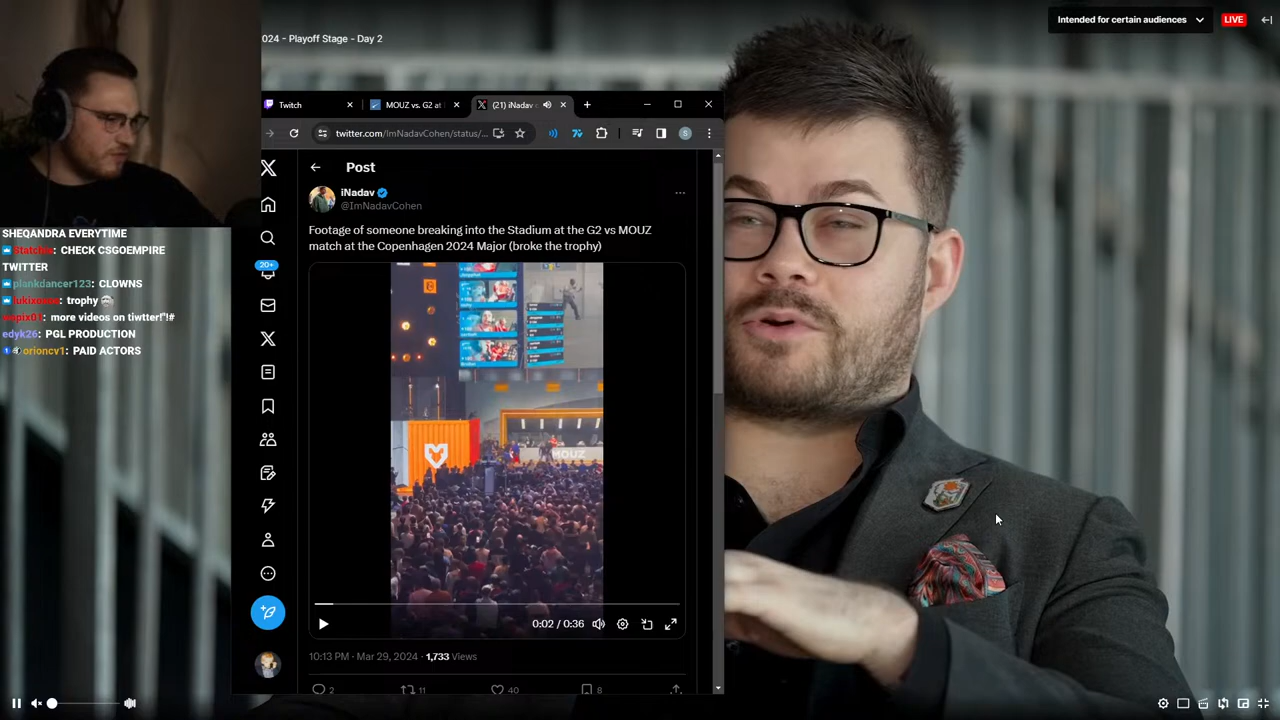 Intended for certain audiences
LIVE
024 - Playoff Stage - Day 2
Twitch
MOUZ vs. G2 at
(21) iNadav
twitter.com/ImNadavCohen/status/...
Post
iNadav
@ImNadavCohen
Footage of someone breaking into the Stadium at the G2 vs MOUZ
match at the Copenhagen 2024 Major (broke the trophy)
20+
MOUZ
0:02 / 0:36
10:13 PM · Mar 29, 2024 · 1,733 Views
2
11
40
8
SHEQANDRA EVERYTIME
CHECK CSGOEMPIRE
TWITTER
plankdancer123: CLOWNS
trophy
more videos on tiwtter!"!#
edyk26: PGL PRODUCTION
orioncv1: PAID ACTORS